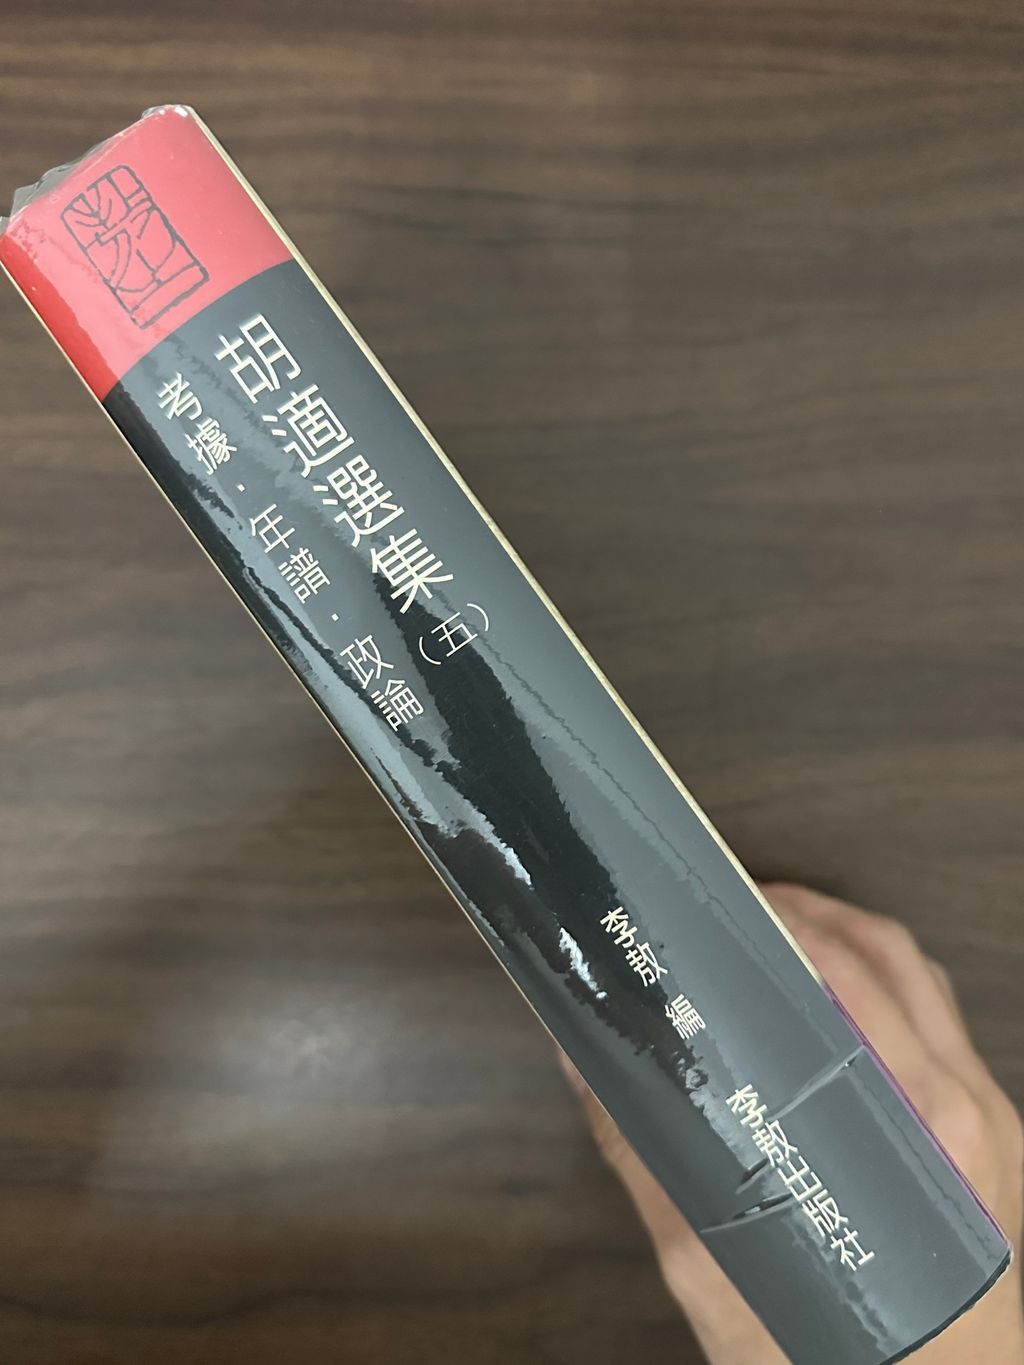 胡適選集（五）
考據．年譜．政論
李敖 編
李敖出版社